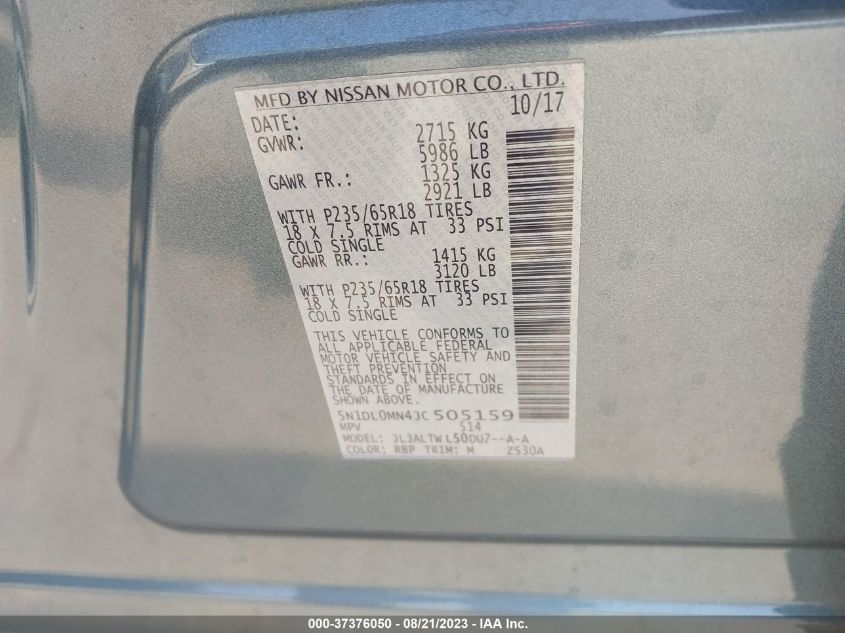 MFD BY NISSAN MOTOR CO., LTD.
DATE: 10/17
GVWR: 2715 KG
5986 LB
GAWR FR.: 1325 KG
2921 LB
WITH P235/65R18 TIRES
18 X 7.5 RIMS AT 33 PSI
COLD SINGLE
GAWR RR.: 1415 KG
3120 LB
WITH P235/65R18 TIRES
18 X 7.5 RIMS AT 33 PSI
COLD SINGLE
THIS VEHICLE CONFORMS TO
ALL APPLICABLE FEDERAL
MOTOR VEHICLE SAFETY AND
THEFT PREVENTION
STANDARDS IN EFFECT ON
THE DATE OF MANUFACTURE
SHOWN ABOVE.
5N1DL0MN4JC505159
MPV 514
MODEL: JLJALTW L50DU7--A-A
COLOR: RBP TRIM: M ZS30A
000-37376050 - 08/21/2023 - IAA Inc.